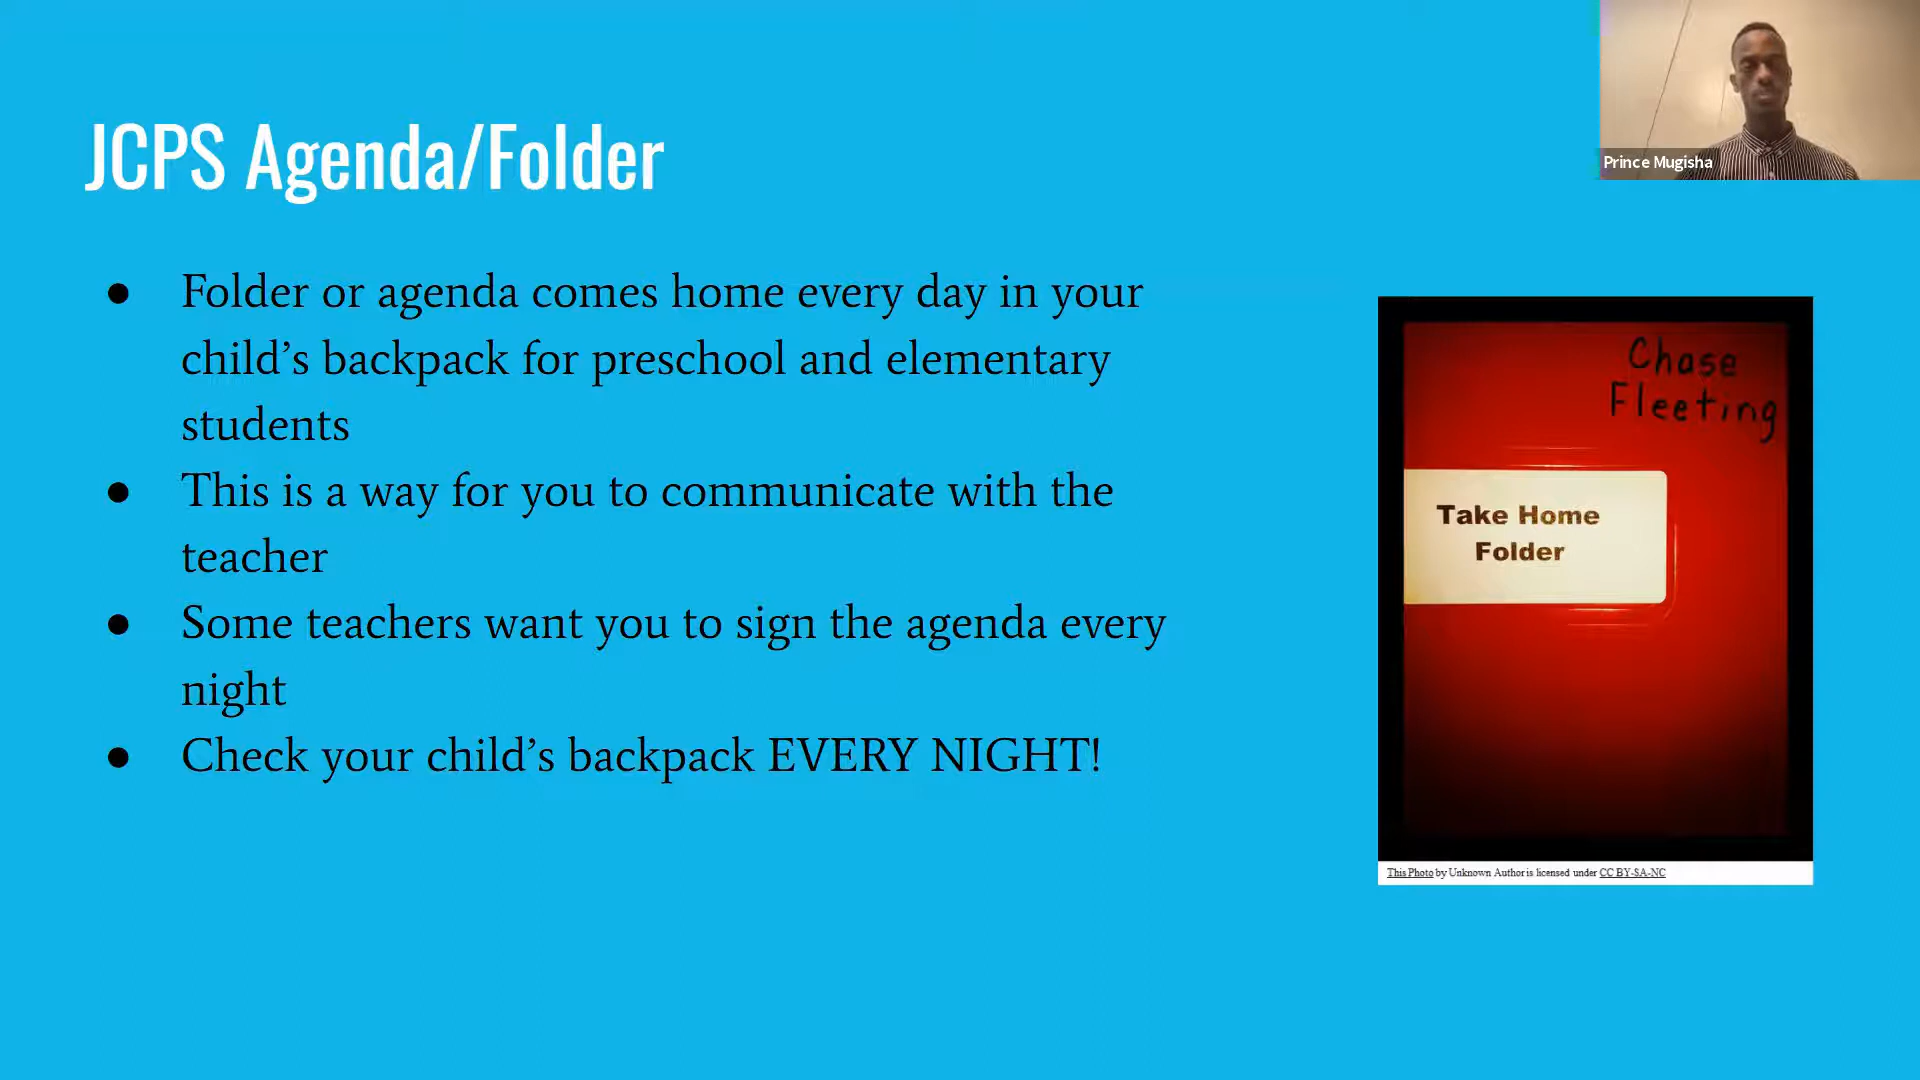 JCPS Agenda/Folder
Prince Mugisha
● Folder or agenda comes home every day in your
child’s backpack for preschool and elementary
students
● This is a way for you to communicate with the
teacher
● Some teachers want you to sign the agenda every
night
● Check your child’s backpack EVERY NIGHT!
Chase
Fleeting
Take Home
Folder
This Photo by Unknown Author is licensed under CC BY-SA-NC